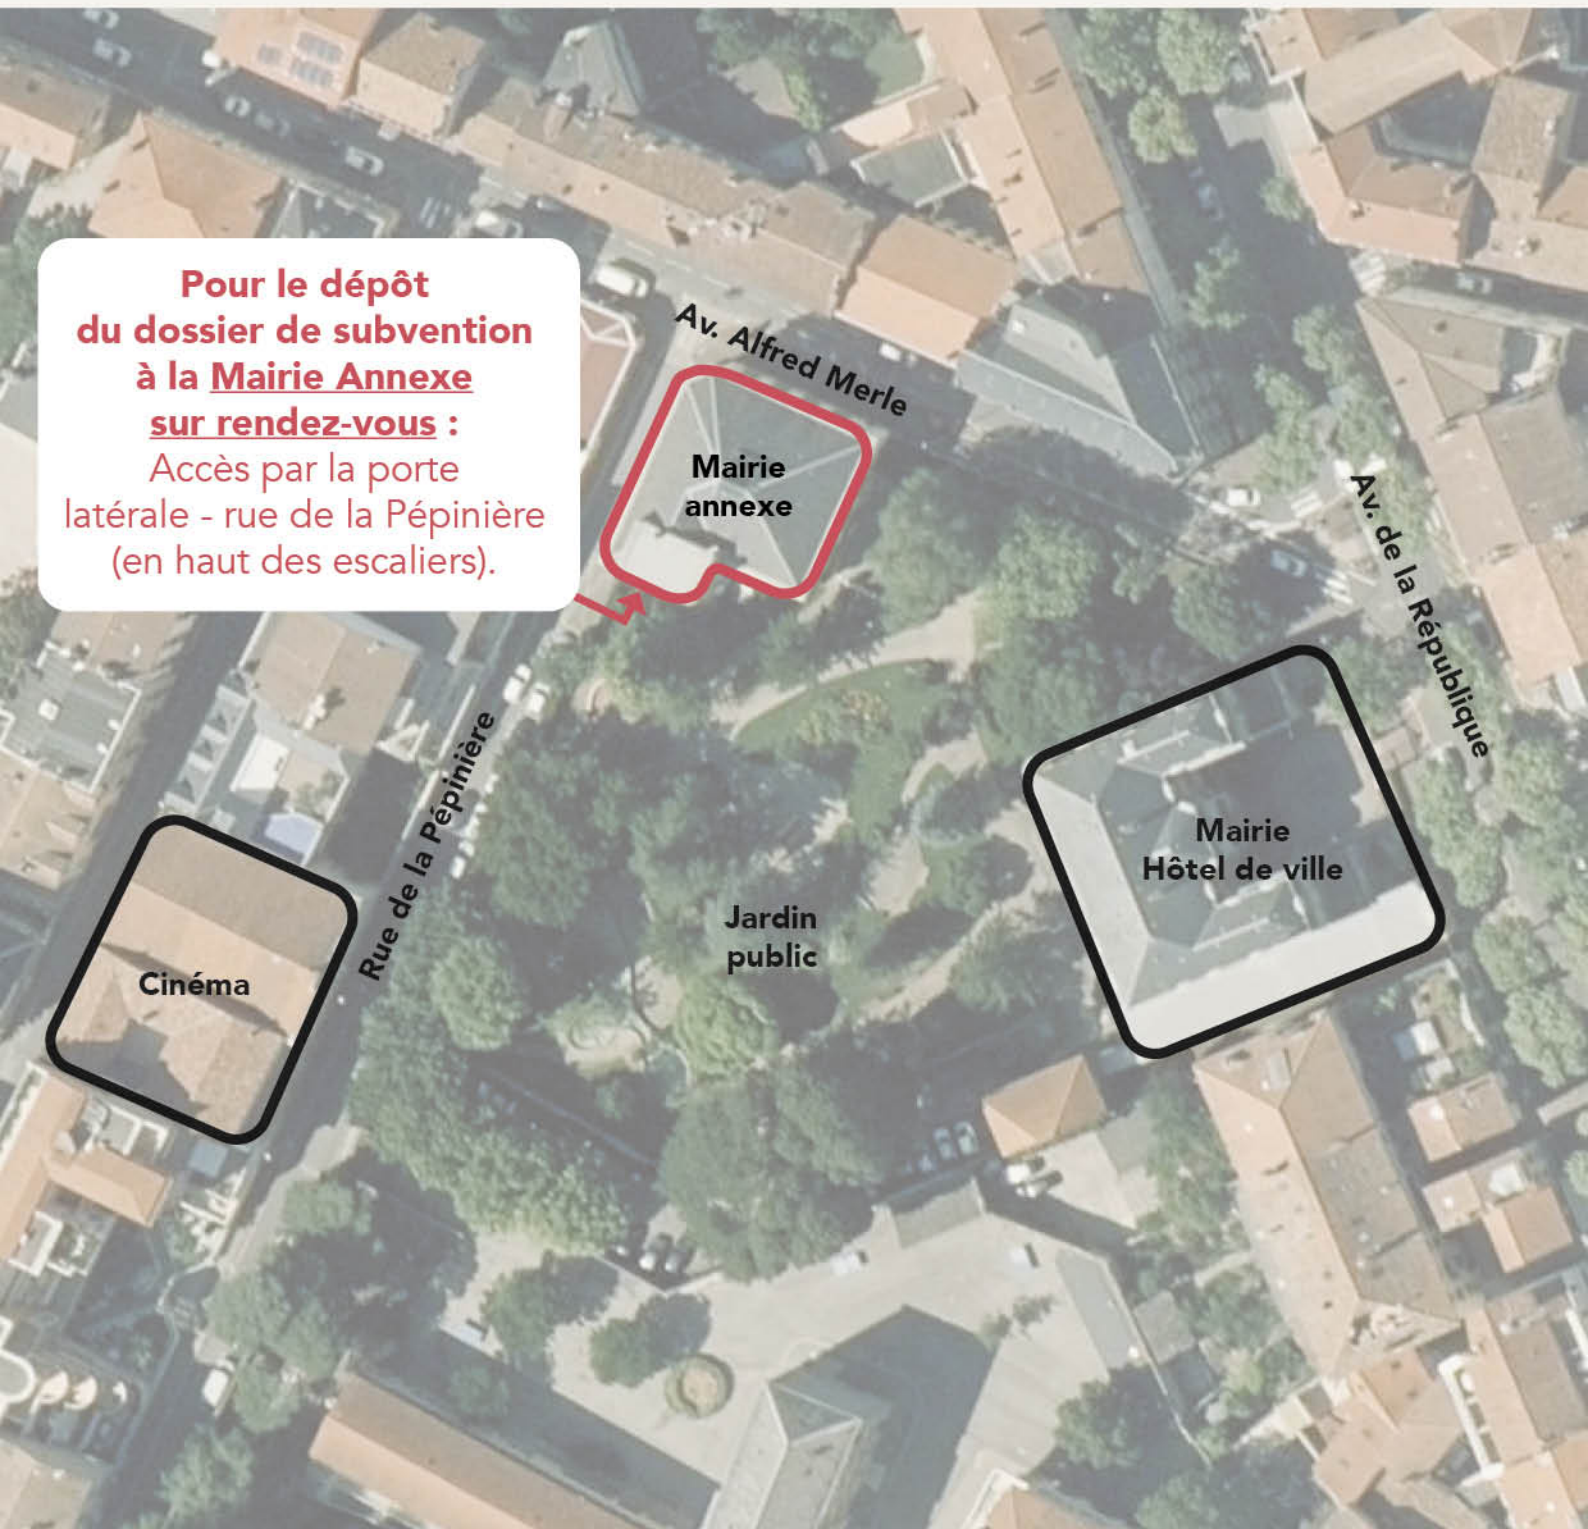 Pour le dépôt
du dossier de subvention
à la Mairie Annexe
sur rendez-vous :
Accès par la porte
latérale - rue de la Pépinière
(en haut des escaliers).
Av. Alfred Merle
Mairie
annexe
Av. de la République
Rue de la Pépinière
Mairie
Hôtel de ville
Jardin
public
Cinéma